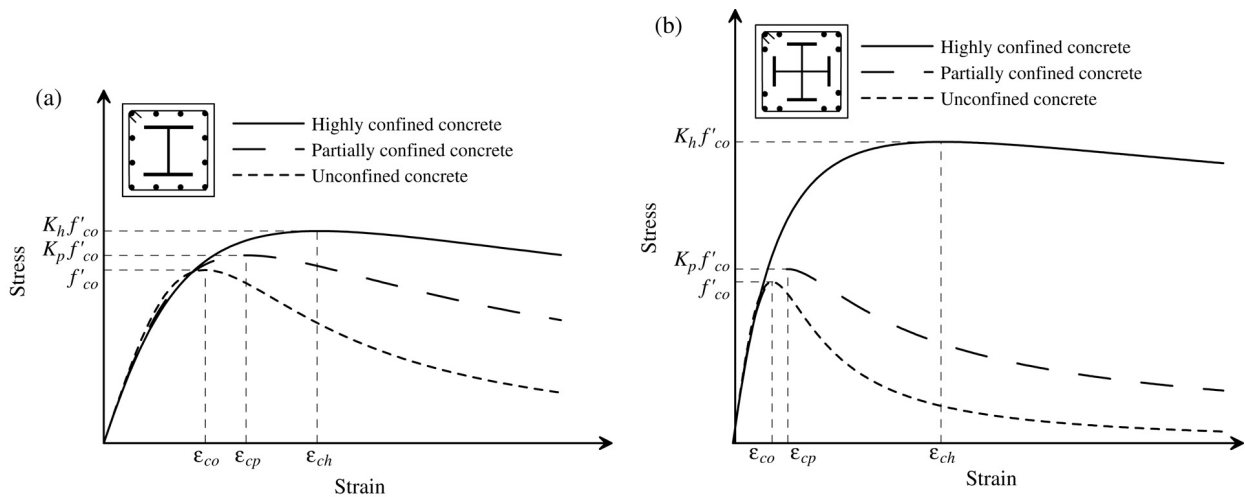 (a)
Highly confined concrete
Partially confined concrete
Unconfined concrete
K_h f'_co
K_p f'_co
f'_co
Stress
ε_co
ε_cp
ε_ch
Strain
(b)
Highly confined concrete
Partially confined concrete
Unconfined concrete
K_h f'_co
K_p f'_co
f'_co
Stress
ε_co
ε_cp
ε_ch
Strain